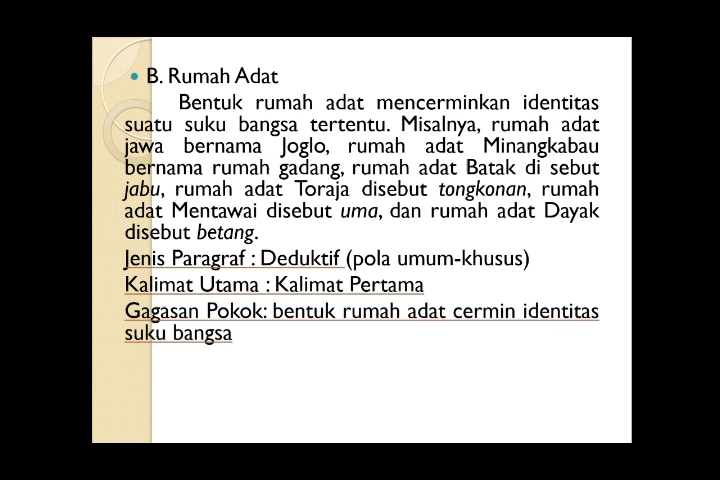 B. Rumah Adat
Bentuk rumah adat mencerminkan identitas
suatu suku bangsa tertentu. Misalnya, rumah adat
jawa bernama Joglo, rumah adat Minangkabau
bernama rumah gadang, rumah adat Batak di sebut
jabu, rumah adat Toraja disebut tongkonan, rumah
adat Mentawai disebut uma, dan rumah adat Dayak
disebut betang.
Jenis Paragraf : Deduktif (pola umum-khusus)
Kalimat Utama : Kalimat Pertama
Gagasan Pokok: bentuk rumah adat cermin identitas
suku bangsa